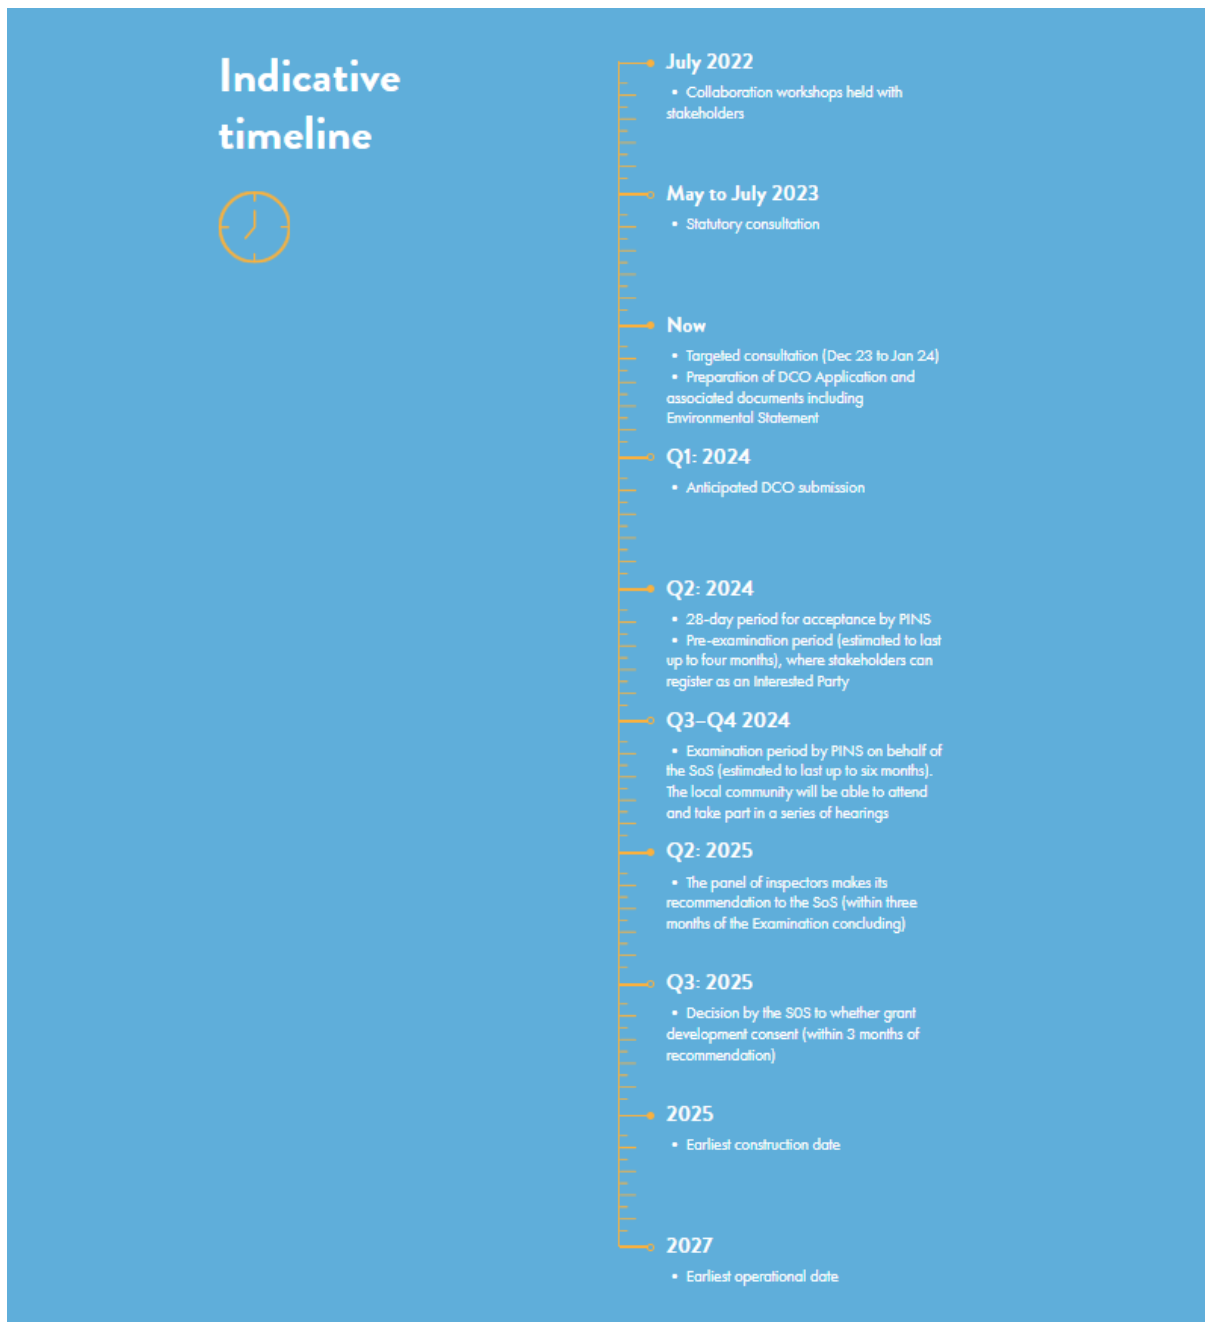 Indicative
timeline
July 2022
• Collaboration workshops held with
stakeholders
May to July 2023
• Statutory consultation
Now
• Targeted consultation (Dec 23 to Jan 24)
• Preparation of DCO Application and
associated documents including
Environmental Statement
Q1: 2024
• Anticipated DCO submission
Q2: 2024
• 28-day period for acceptance by PINS
• Pre-examination period (estimated to last
up to four months), where stakeholders can
register as an Interested Party
Q3–Q4 2024
• Examination period by PINS on behalf of
the SoS (estimated to last up to six months).
The local community will be able to attend
and take part in a series of hearings
Q2: 2025
• The panel of inspectors makes its
recommendation to the SoS (within three
months of the Examination concluding)
Q3: 2025
• Decision by the S0S to whether grant
development consent (within 3 months of
recommendation)
2025
• Earliest construction date
2027
• Earliest operational date